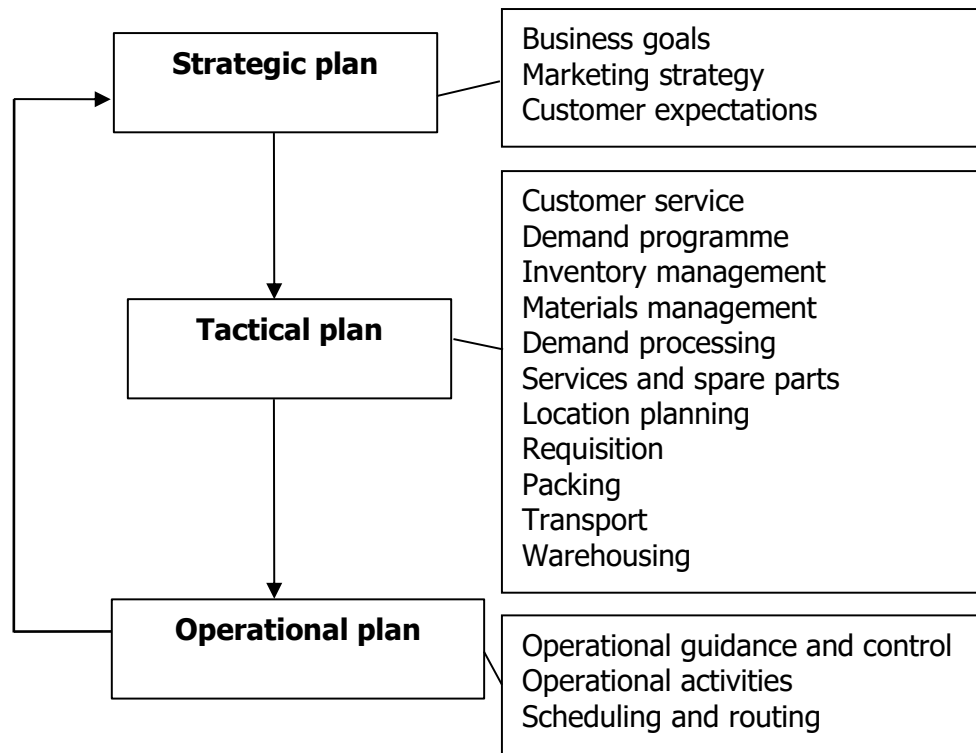 Strategic plan
Business goals
Marketing strategy
Customer expectations
Tactical plan
Customer service
Demand programme
Inventory management
Materials management
Demand processing
Services and spare parts
Location planning
Requisition
Packing
Transport
Warehousing
Operational plan
Operational guidance and control
Operational activities
Scheduling and routing